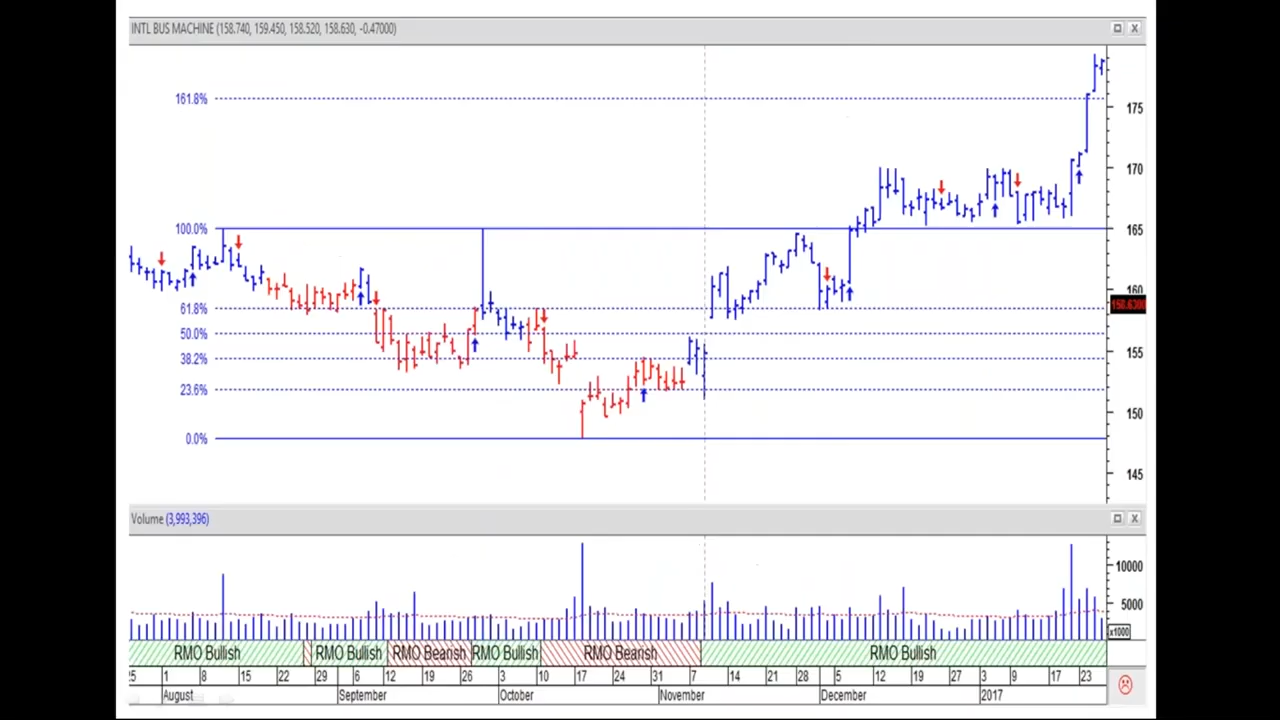 INTL BUS MACHINE (158.740, 159.450, 158.520, 158.630, -0.47000)
161.8%
175
170
100.0%
165
160
61.8%
158.6300
50.0%
155
38.2%
23.6%
150
0.0%
145
Volume (3,993,396)
10000
5000
x1000
RMO Bullish RMO Bullish RMO Bearish RMO Bullish RMO Bearish RMO Bullish
25 1 8 15 22 29 6 12 19 26 3 10 17 24 31 7 14 21 28 5 12 19 27 3 9 17 23
August September October November December 2017